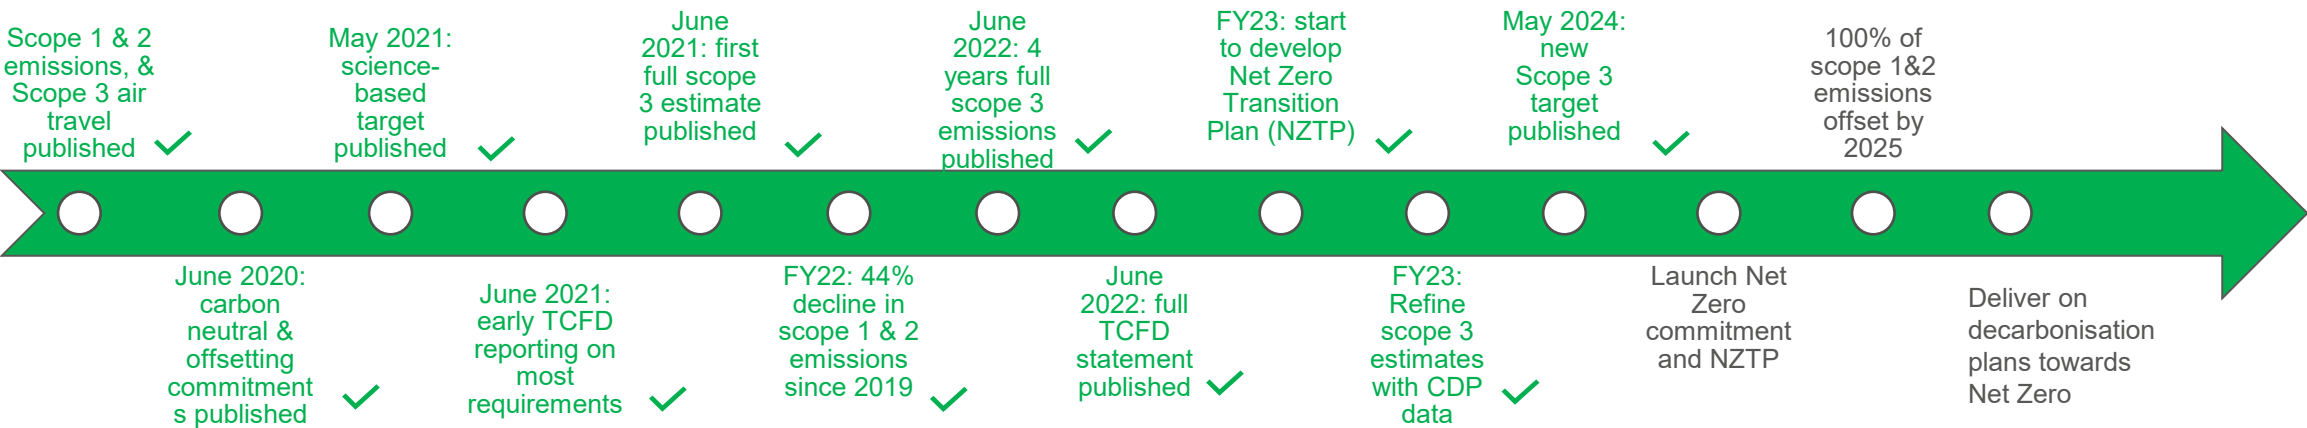 Scope 1 & 2
emissions, &
Scope 3 air
travel
published
June 2020:
carbon
neutral &
offsetting
commitment
s published
May 2021:
science-
based
target
published
June 2021:
early TCFD
reporting on
most
requirements
June
2021: first
full scope
3 estimate
published
FY22: 44%
decline in
scope 1 & 2
emissions
since 2019
June
2022: 4
years full
scope 3
emissions
published
June
2022: full
TCFD
statement
published
FY23: start
to develop
Net Zero
Transition
Plan (NZTP)
FY23:
Refine
scope 3
estimates
with CDP
data
May 2024:
new
Scope 3
target
published
Launch Net
Zero
commitment
and NZTP
100% of
scope 1&2
emissions
offset by
2025
Deliver on
decarbonisation
plans towards
Net Zero